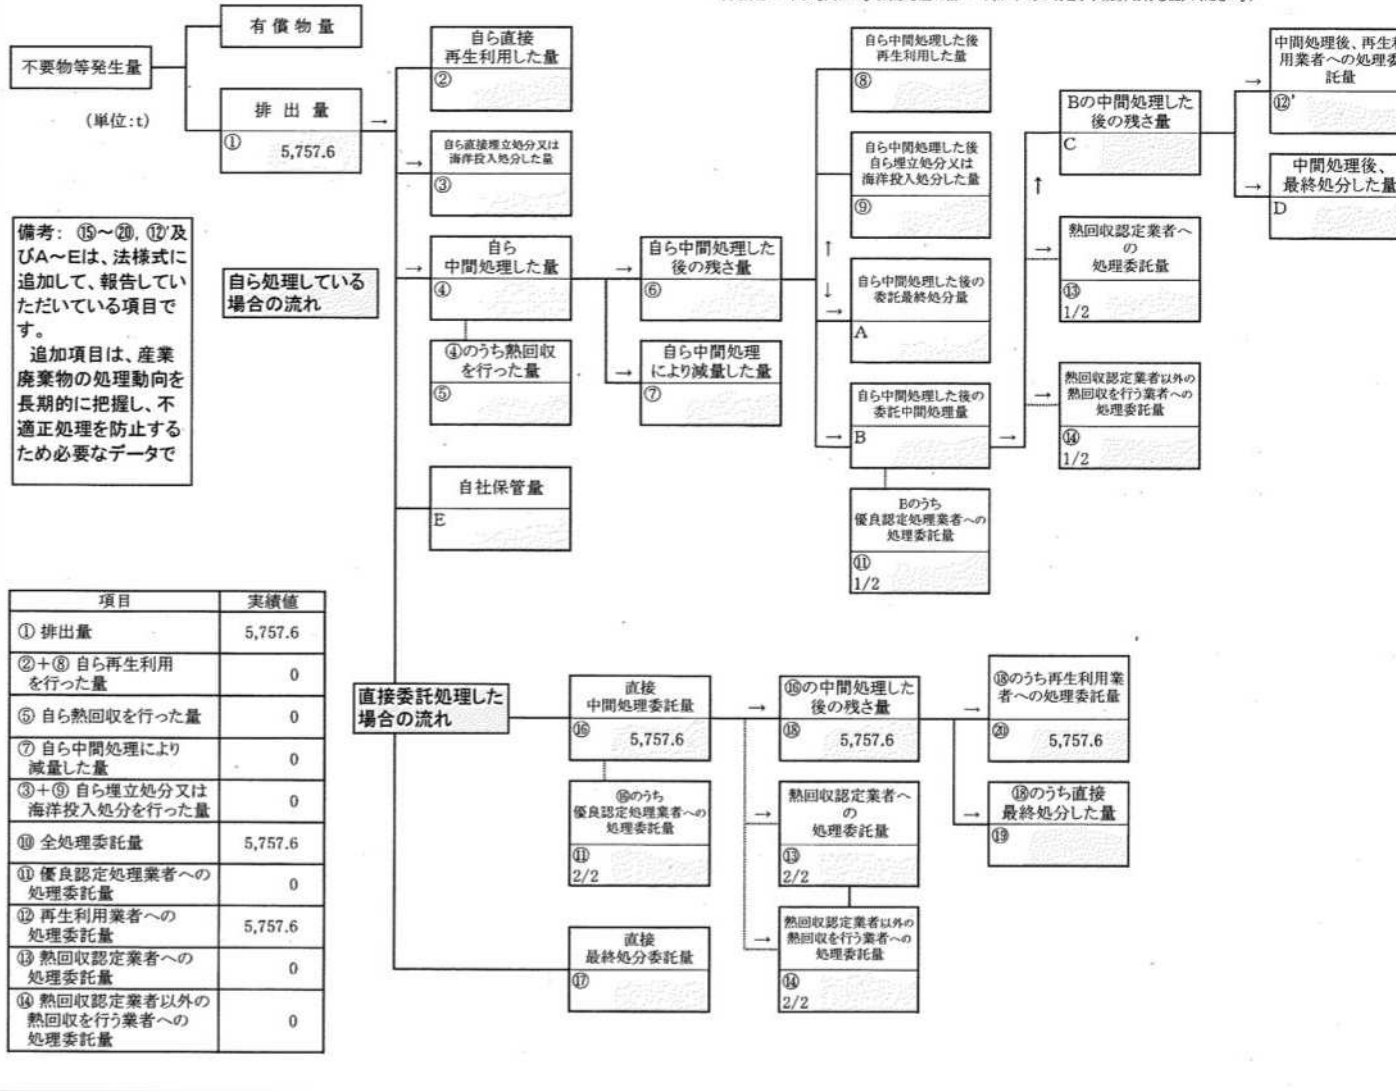 有償物量
不要物等発生量
(単位:t)
排出量
①
5,757.6
→
自ら直接
再生利用した量
②
→
自ら直接埋立処分又は
海洋投入処分した量
③
備考： ⑮～⑳, ⑫'及
びA～Eは、法様式に
追加して、報告してい
ただいている項目で
す。
追加項目は、産業
廃棄物の処理動向を
長期的に把握し、不
適正処理を防止する
ため必要なデータで
自ら処理している
場合の流れ
→
自ら
中間処理した量
④
④のうち熱回収
を行った量
⑤
→
自ら中間処理した
後の残さ量
⑥
→
自ら中間処理
により減量した量
⑦
自社保管量
E
自ら中間処理した後
再生利用した量
⑧
自ら中間処理した後
自ら埋立処分又は
海洋投入処分した量
⑨
↑
↓
→
自ら中間処理した後の
委託最終処分量
A
→
自ら中間処理した後の
委託中間処理量
B
→
Bのうち
優良認定処理業者への
処理委託量
⑪
1/2
Bの中間処理した
後の残さ量
C
↑
→
熱回収認定業者へ
の
処理委託量
⑬
1/2
→
熱回収認定業者以外の
熱回収を行う業者への
処理委託量
⑭
1/2
→
中間処理後、再生利
用業者への処理委
託量
⑫'
→
中間処理後、
最終処分した量
D
項目 実績値
① 排出量 5,757.6
②+⑧ 自ら再生利用
を行った量 0
⑤ 自ら熱回収を行った量 0
⑦ 自ら中間処理により
減量した量 0
③+⑨ 自ら埋立処分又は
海洋投入処分を行った量 0
⑩ 全処理委託量 5,757.6
⑪ 優良認定処理業者への
処理委託量 0
⑫ 再生利用業者への
処理委託量 5,757.6
⑬ 熱回収認定業者への
処理委託量 0
⑭ 熱回収認定業者以外の
熱回収を行う業者への
処理委託量 0
直接委託処理した
場合の流れ
直接
中間処理委託量
⑯
5,757.6
⑯のうち
優良認定処理業者への
処理委託量
⑪
2/2
直接
最終処分委託量
⑰
→
⑯の中間処理した
後の残さ量
⑱
5,757.6
→
熱回収認定業者へ
の
処理委託量
⑬
2/2
→
熱回収認定業者以外の
熱回収を行う業者への
処理委託量
⑭
2/2
→
⑱のうち再生利用業
者への処理委託量
⑳
5,757.6
→
⑱のうち直接
最終処分した量
⑲